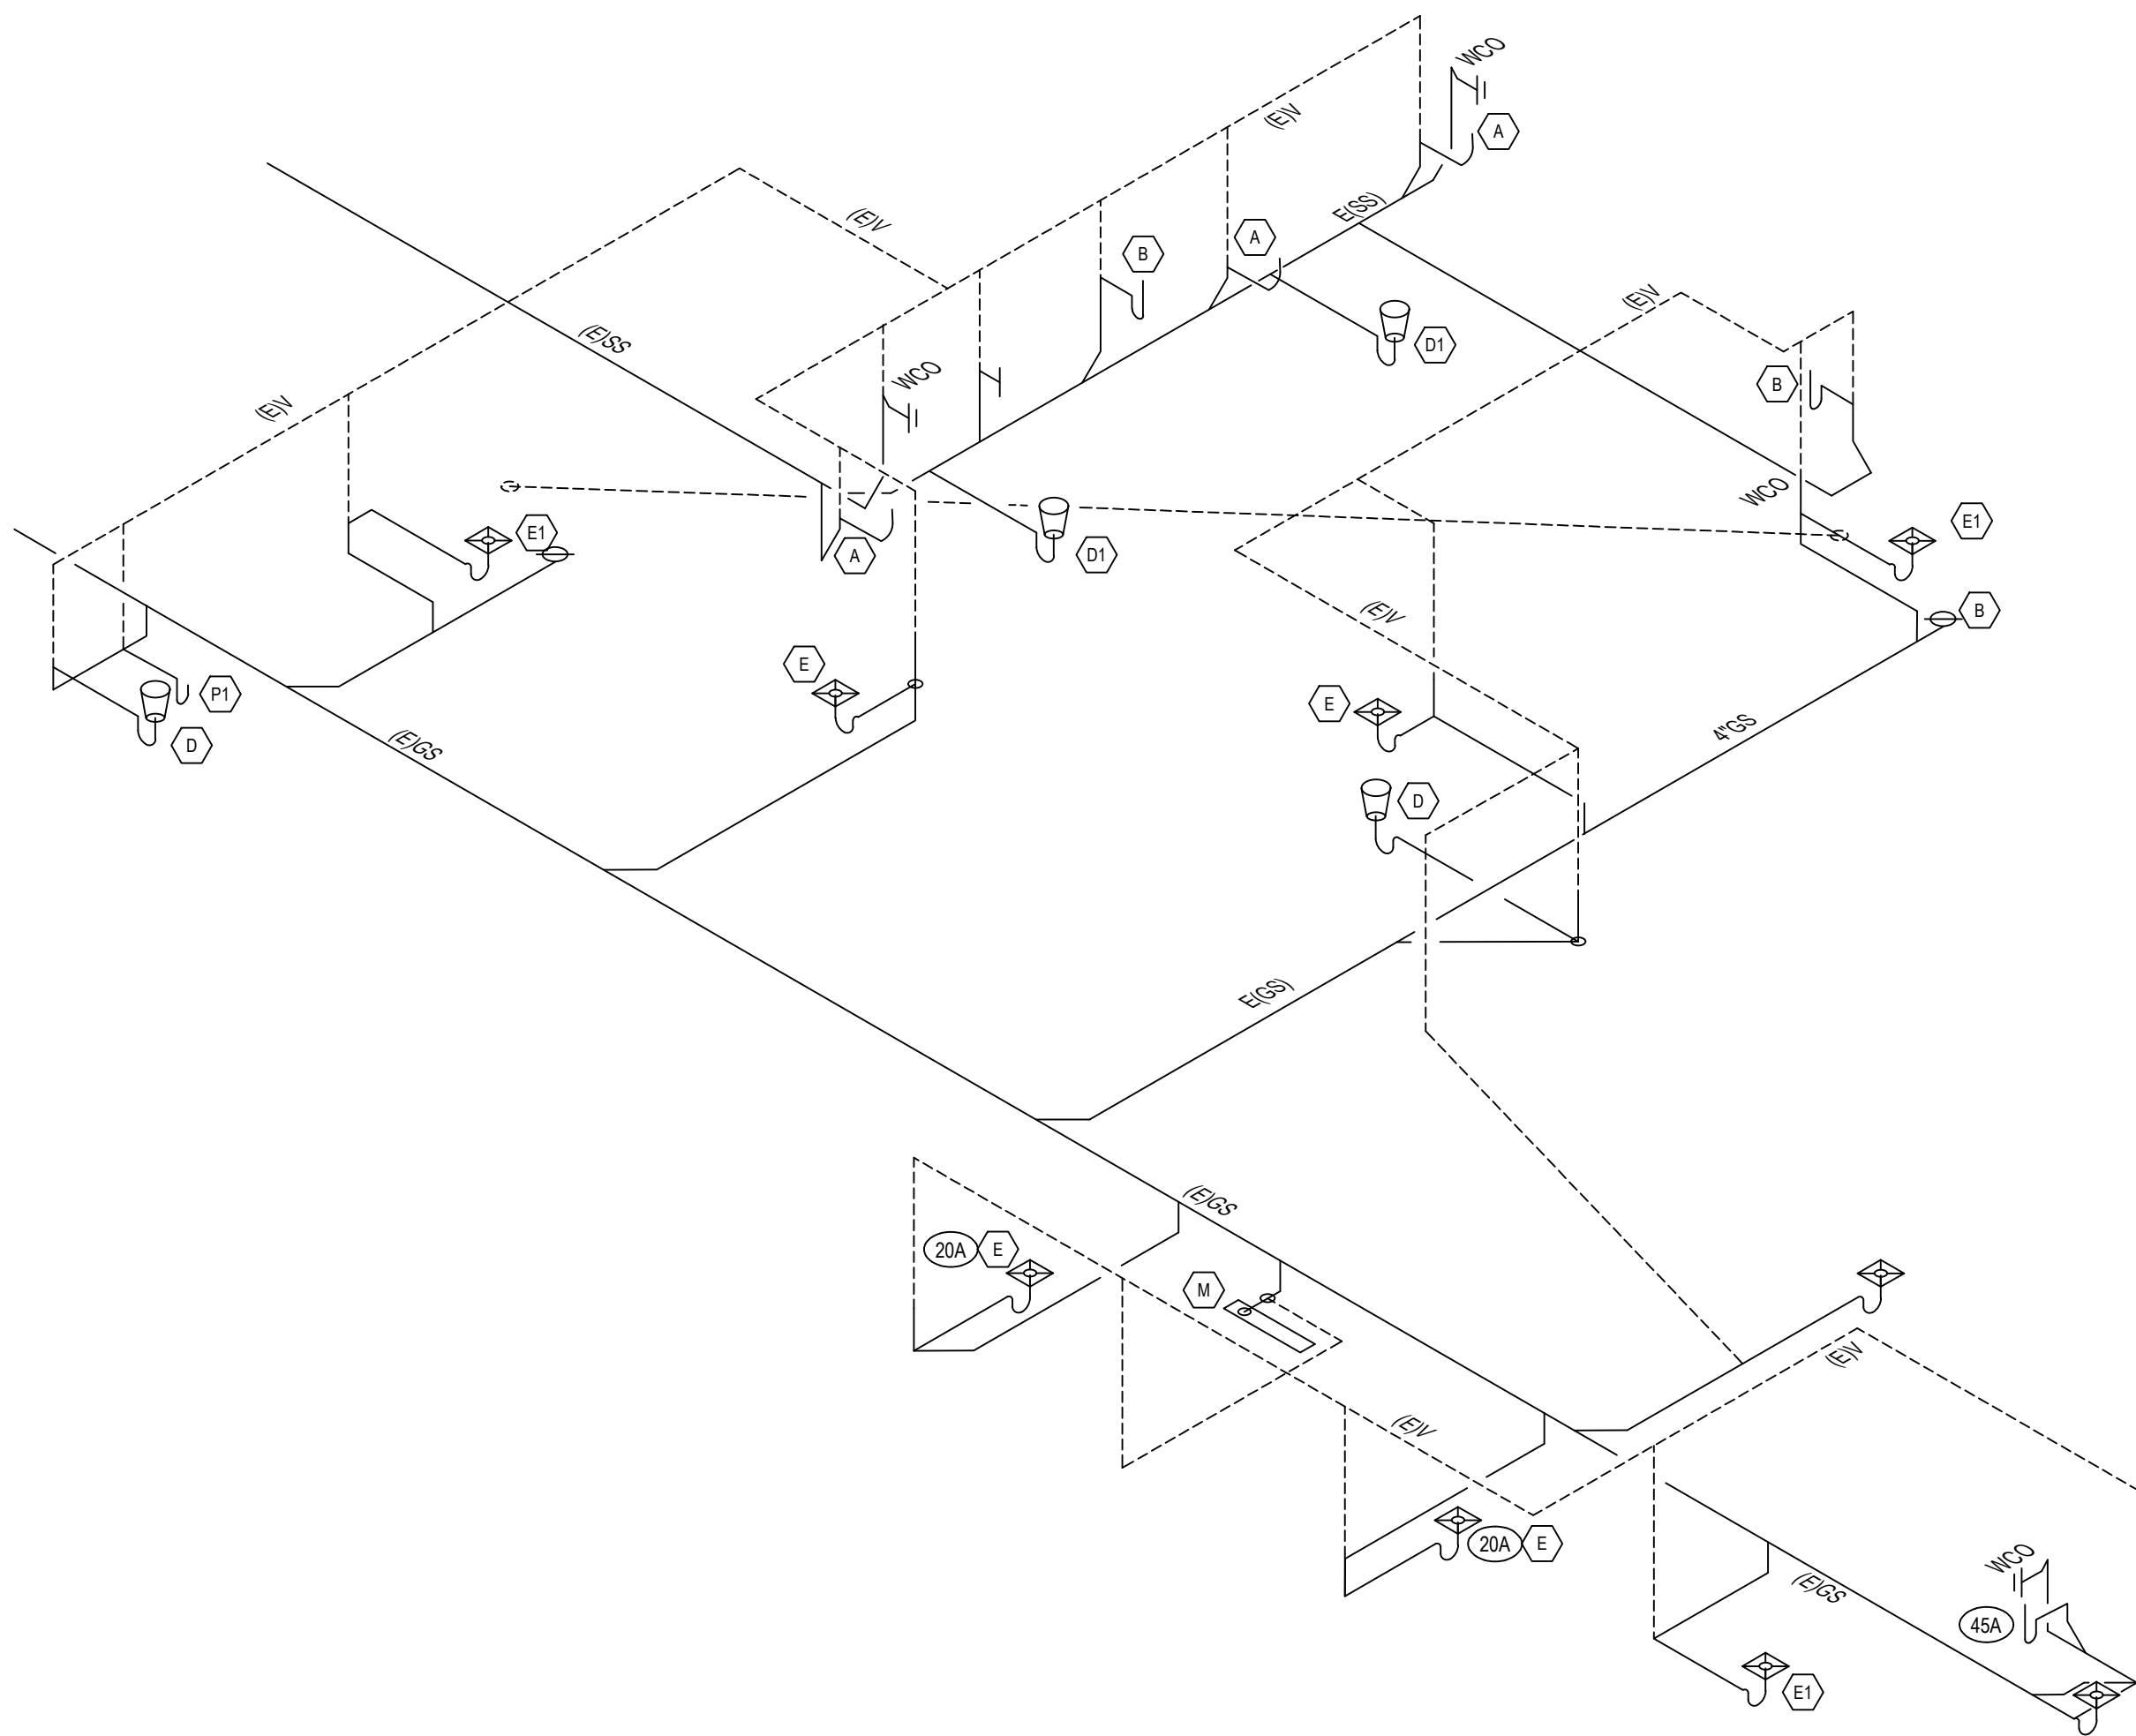 WCO
A
(E)V
E(SS)
(E)V
A
B
(E)V
(E)SS
D1
WCO
B
(E)V
WCO
E1
E1
A
D1
B
(E)V
E
P1
E
D
(E)GS
4"GS
D
E(GS)
(E)GS
20A
E
M
(E)V
(E)V
20A
E
WCO
(E)GS
45A
E1